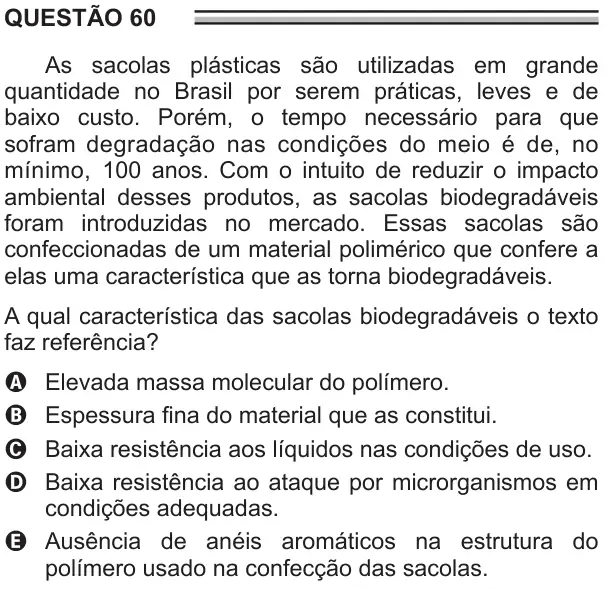 QUESTÃO 60
As sacolas plásticas são utilizadas em grande
quantidade no Brasil por serem práticas, leves e de
baixo custo. Porém, o tempo necessário para que
sofram degradação nas condições do meio é de, no
mínimo, 100 anos. Com o intuito de reduzir o impacto
ambiental desses produtos, as sacolas biodegradáveis
foram introduzidas no mercado. Essas sacolas são
confeccionadas de um material polimérico que confere a
elas uma característica que as torna biodegradáveis.
A qual característica das sacolas biodegradáveis o texto
faz referência?
A Elevada massa molecular do polímero.
B Espessura fina do material que as constitui.
C Baixa resistência aos líquidos nas condições de uso.
D Baixa resistência ao ataque por microrganismos em
condições adequadas.
E Ausência de anéis aromáticos na estrutura do
polímero usado na confecção das sacolas.